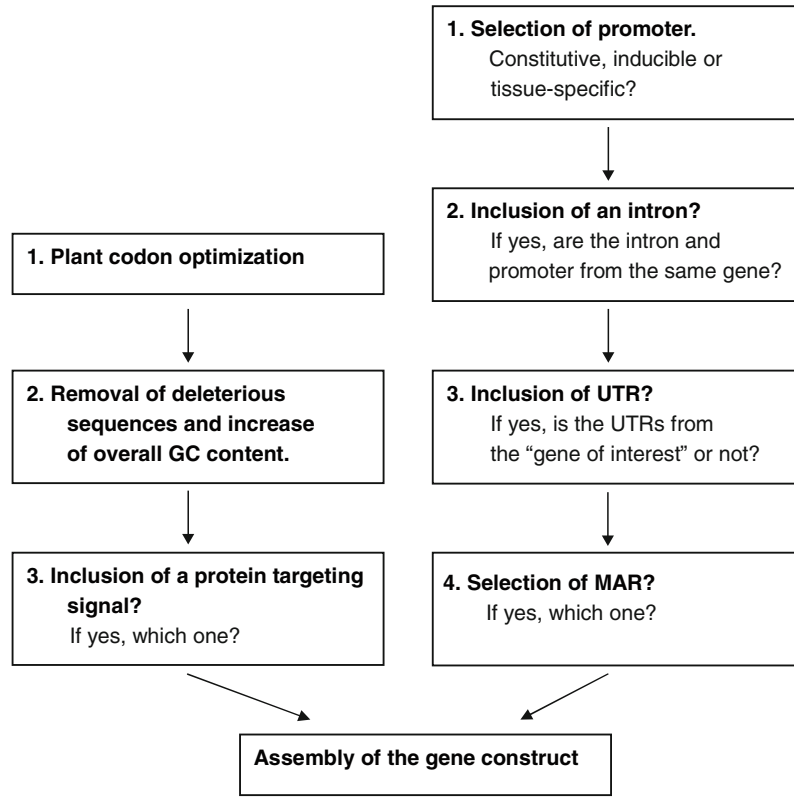 1. Plant codon optimization
2. Removal of deleterious
sequences and increase
of overall GC content.
3. Inclusion of a protein targeting
signal?
If yes, which one?
1. Selection of promoter.
Constitutive, inducible or
tissue-specific?
2. Inclusion of an intron?
If yes, are the intron and
promoter from the same gene?
3. Inclusion of UTR?
If yes, is the UTRs from
the “gene of interest” or not?
4. Selection of MAR?
If yes, which one?
Assembly of the gene construct